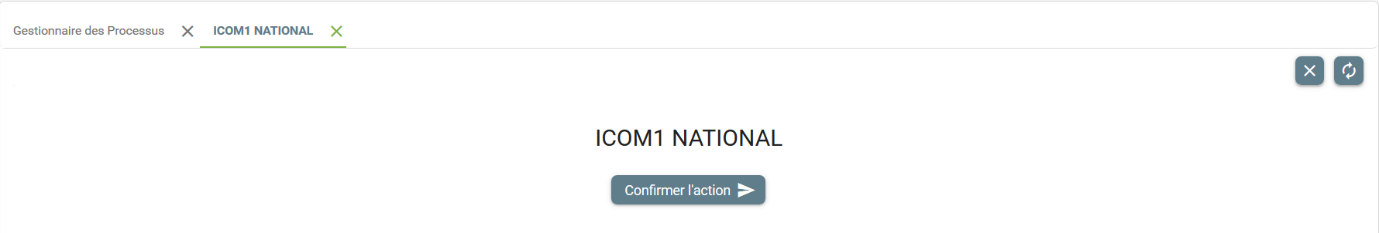 Gestionnaire des Processus
ICOM1 NATIONAL
ICOM1 NATIONAL
Confirmer l'action